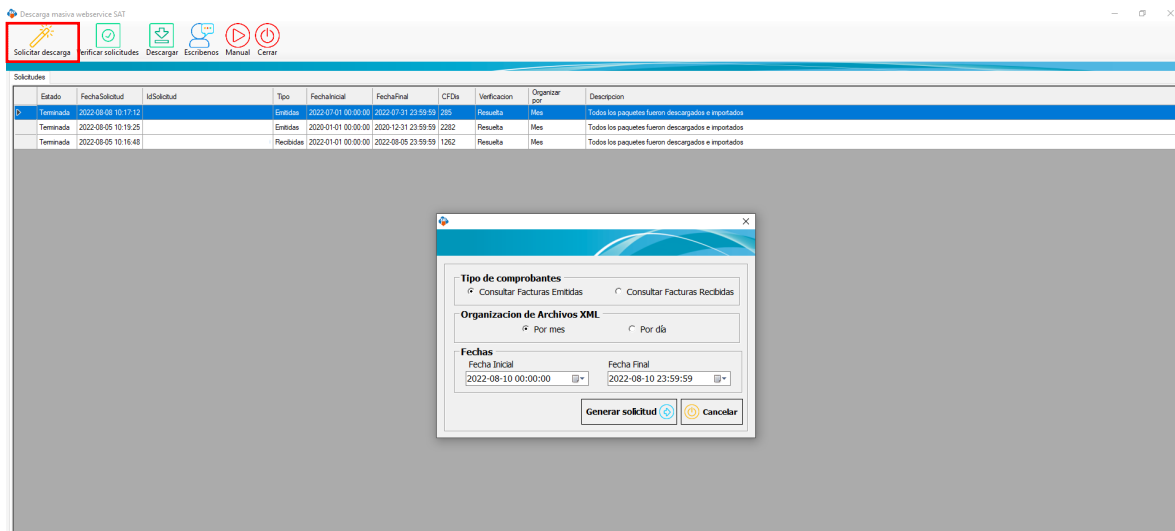 Descarga masiva webservice SAT
Solicitar descarga Verificar solicitudes Descargar Escribenos Manual Cerrar
Solicitudes
Estado FechaSolicitud IdSolicitud Tipo FechaInicial FechaFinal CFDis Verificacion Organizar por Descripcion
Terminada 2022-08-08 10:17:12 Emitidas 2022-07-01 00:00:00 2022-07-31 23:59:59 285 Resuelta Mes Todos los paquetes fueron descargados e importados
Terminada 2022-08-05 10:19:25 Emitidas 2020-01-01 00:00:00 2020-12-31 23:59:59 2282 Resuelta Mes Todos los paquetes fueron descargados e importados
Terminada 2022-08-05 10:16:48 Recibidas 2022-01-01 00:00:00 2022-08-05 23:59:59 1262 Resuelta Mes Todos los paquetes fueron descargados e importados
Tipo de comprobantes
Consultar Facturas Emitidas Consultar Facturas Recibidas
Organizacion de Archivos XML
Por mes Por día
Fechas
Fecha Inicial Fecha Final
2022-08-10 00:00:00 2022-08-10 23:59:59
Generar solicitud Cancelar